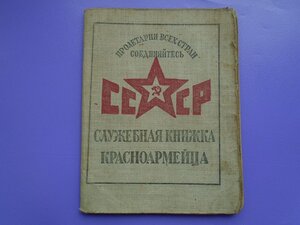 ПРОЛЕТАРИИ ВСЕХ СТРАН
СОЕДИНЯЙТЕСЬ
СССР
СЛУЖЕБНАЯ КНИЖКА
КРАСНОАРМЕЙЦА